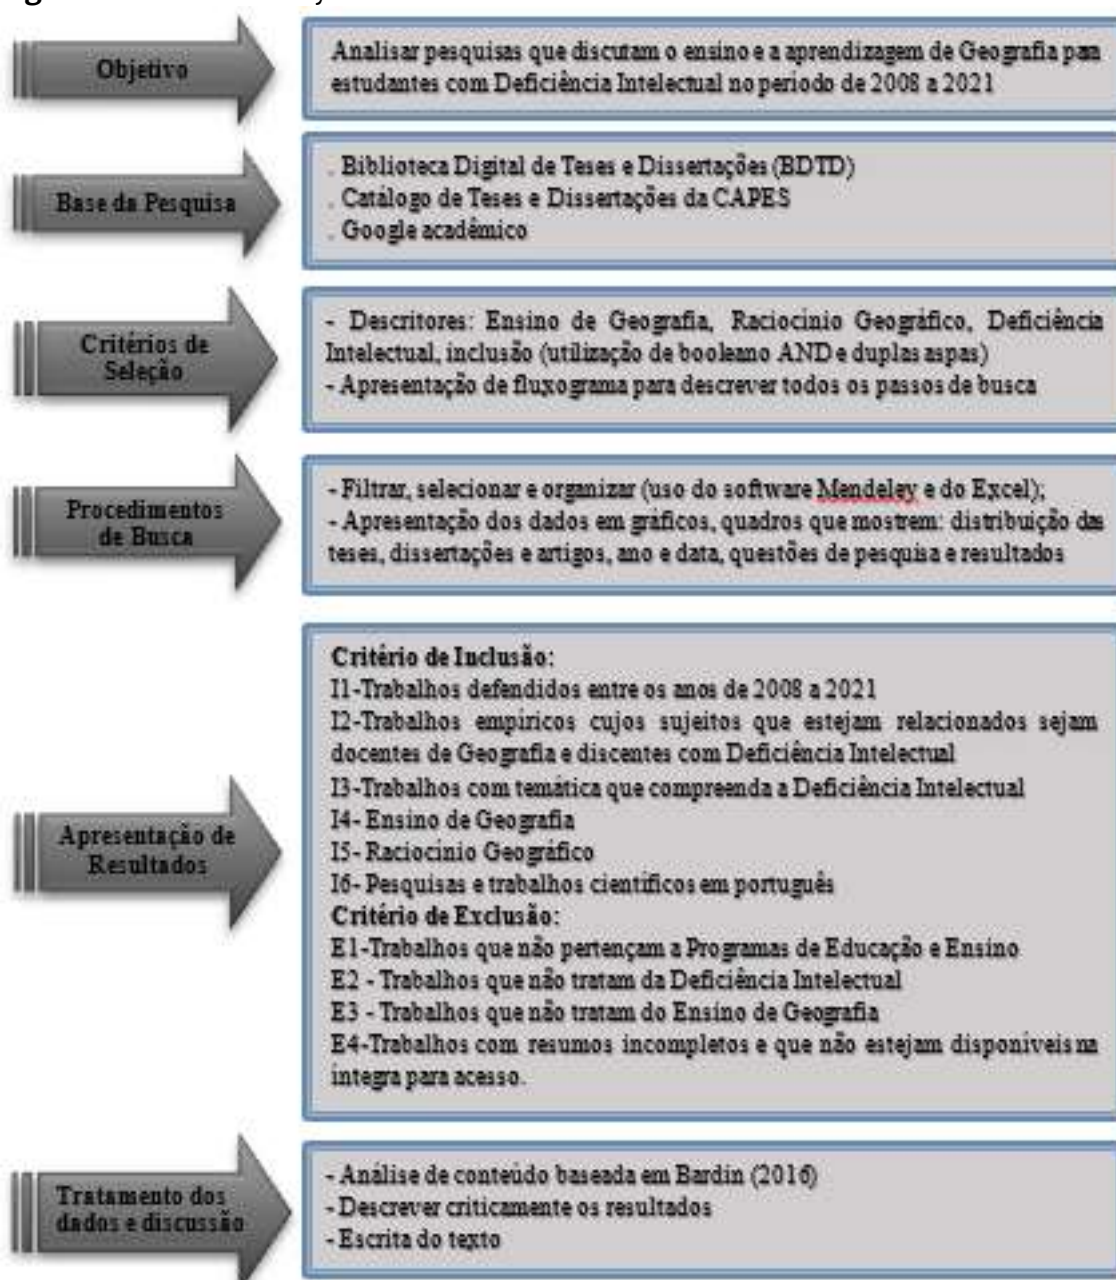 Objetivo
Analisar pesquisas que discutam o ensino e a aprendizagem de Geografia para
estudantes com Deficiência Intelectual no período de 2008 a 2021
Base da Pesquisa
. Biblioteca Digital de Teses e Dissertações (BDTD)
. Catálogo de Teses e Dissertações da CAPES
. Google acadêmico
Critérios de
Seleção
- Descritores: Ensino de Geografia, Raciocínio Geográfico, Deficiência
Intelectual, inclusão (utilização de booleano AND e duplas aspas)
- Apresentação de fluxograma para descrever todos os passos de busca
Procedimentos
de Busca
- Filtrar, selecionar e organizar (uso do software Mendeley e do Excel);
- Apresentação dos dados em gráficos, quadros que mostrem: distribuição das
teses, dissertações e artigos, ano e data, questões de pesquisa e resultados
Apresentação de
Resultados
Critério de Inclusão:
I1-Trabalhos defendidos entre os anos de 2008 a 2021
I2-Trabalhos empíricos cujos sujeitos que estejam relacionados sejam
docentes de Geografia e discentes com Deficiência Intelectual
I3-Trabalhos com temática que compreenda a Deficiência Intelectual
I4- Ensino de Geografia
I5- Raciocínio Geográfico
I6- Pesquisas e trabalhos científicos em português
Critério de Exclusão:
E1-Trabalhos que não pertençam a Programas de Educação e Ensino
E2 - Trabalhos que não tratam da Deficiência Intelectual
E3 - Trabalhos que não tratam do Ensino de Geografia
E4-Trabalhos com resumos incompletos e que não estejam disponíveis na
íntegra para acesso.
Tratamento dos
dados e discussão
- Análise de conteúdo baseada em Bardin (2016)
- Descrever criticamente os resultados
- Escrita do texto